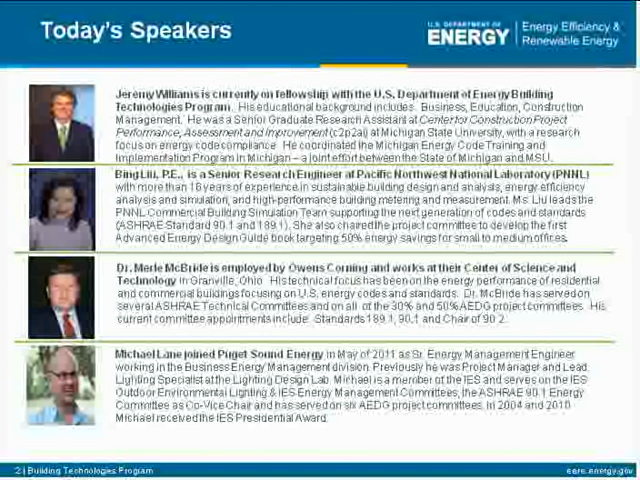 Today's Speakers
U.S. DEPARTMENT OF
ENERGY
Energy Efficiency &
Renewable Energy
Jeremy Williams is currently on fellowship with the U.S. Department of Energy Building
Technologies Program. His educational background includes: Business, Education, Construction
Management. He was a Senior Graduate Research Assistant at Center for Construction Project
Performance, Assessment and Improvement (c2p2ai) at Michigan State University, with a research
focus on energy code compliance. He coordinated the Michigan Energy Code Training and
Implementation Program in Michigan – a joint effort between the State of Michigan and MSU.
Bing Liu, P.E., is a Senior Research Engineer at Pacific Northwest National Laboratory (PNNL)
with more than 18 years of experience in sustainable building design and analysis, energy efficiency
analysis and simulation, and high-performance building metering and measurement. Ms. Liu leads the
PNNL Commercial Building Simulation Team supporting the next generation of codes and standards
(ASHRAE Standard 90.1 and 189.1). She also chaired the project committee to develop the first
Advanced Energy Design Guide book targeting 50% energy savings for small to medium offices.
Dr. Merle McBride is employed by Owens Corning and works at their Center of Science and
Technology in Granville, Ohio. His technical focus has been on the energy performance of residential
and commercial buildings focusing on U.S. energy codes and standards. Dr. McBride has served on
several ASHRAE Technical Committees and on all of the 30% and 50% AEDG project committees. His
current committee appointments include: Standards 189.1, 90.1 and Chair of 90.2.
Michael Lane joined Puget Sound Energy in May of 2011 as Sr. Energy Management Engineer
working in the Business Energy Management division. Previously he was Project Manager and Lead
Lighting Specialist at the Lighting Design Lab. Michael is a member of the IES and serves on the IES
Outdoor Environmental Lighting & IES Energy Management Committees, the ASHRAE 90.1 Energy
Committee as Co-Vice Chair and has served on six AEDG project committees. In 2004 and 2010
Michael received the IES Presidential Award.
2 | Building Technologies Program
eere.energy.gov